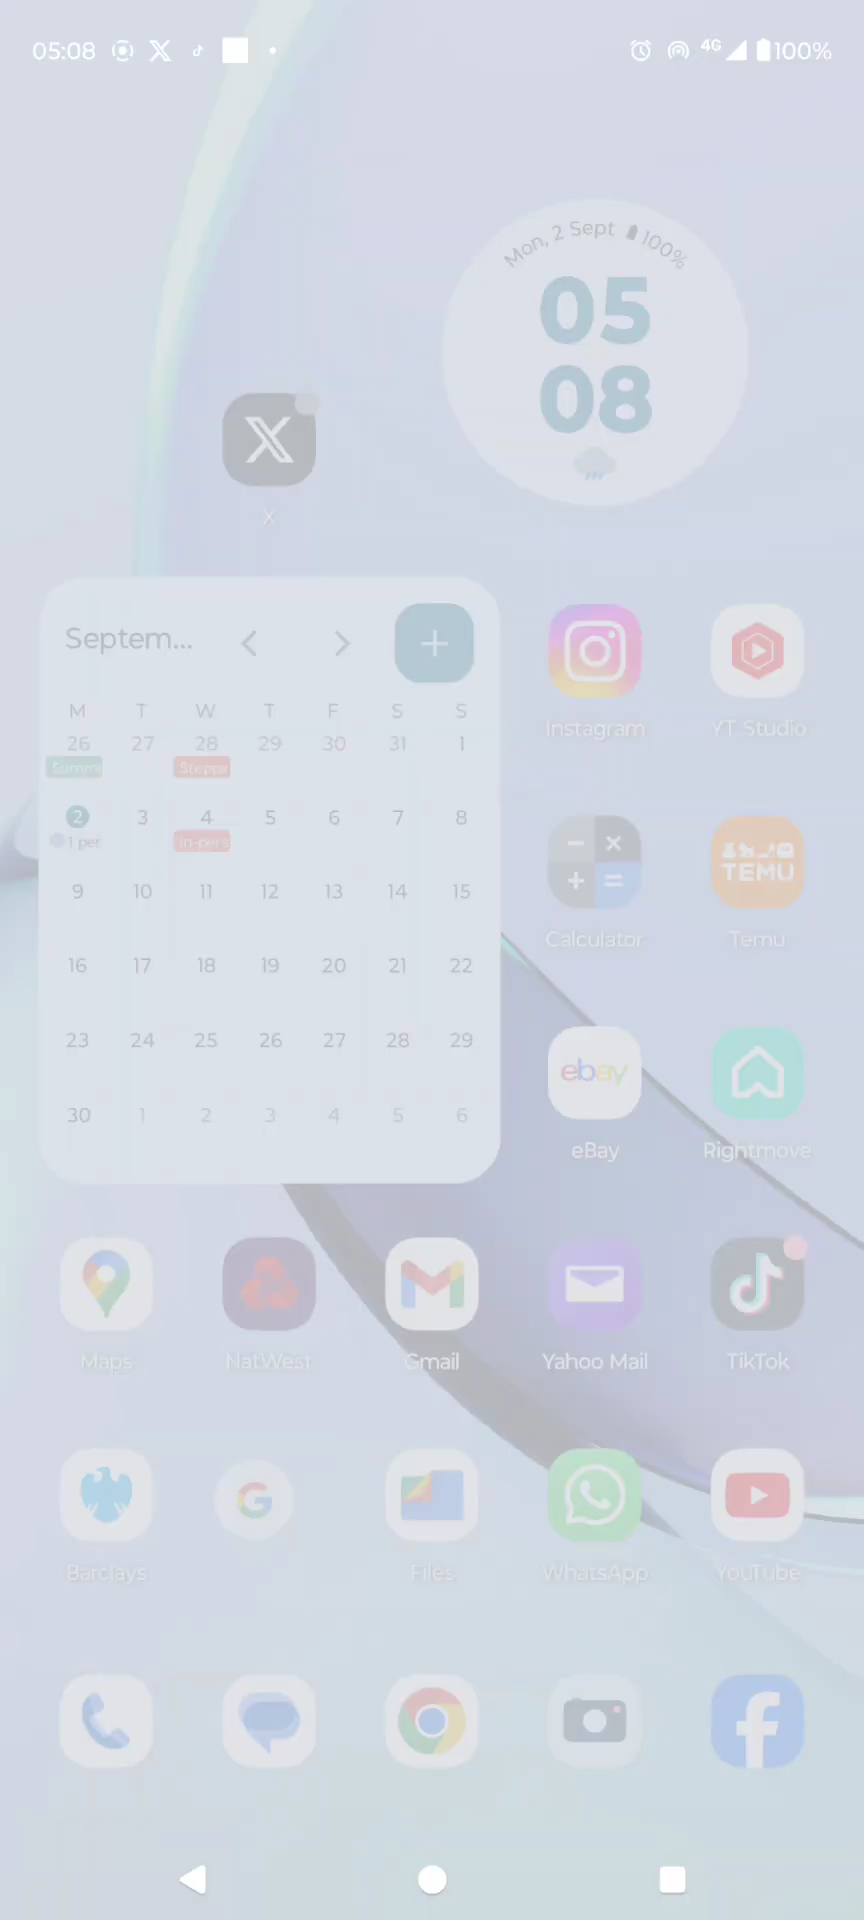 05:08
4G
100%
Mon, 2 Sept 100%
05
08
X
Septem...
M T W T F S S
26 27 28 29 30 31 1
Summ
Steppe
2 3 4 5 6 7 8
1 per
In-pers
9 10 11 12 13 14 15
16 17 18 19 20 21 22
23 24 25 26 27 28 29
30 1 2 3 4 5 6
Instagram
YT Studio
TEMU
Calculator
Temu
ebay
eBay
Rightmove
Maps
NatWest
Gmail
Yahoo Mail
TikTok
G
Barclays
Files
WhatsApp
YouTube